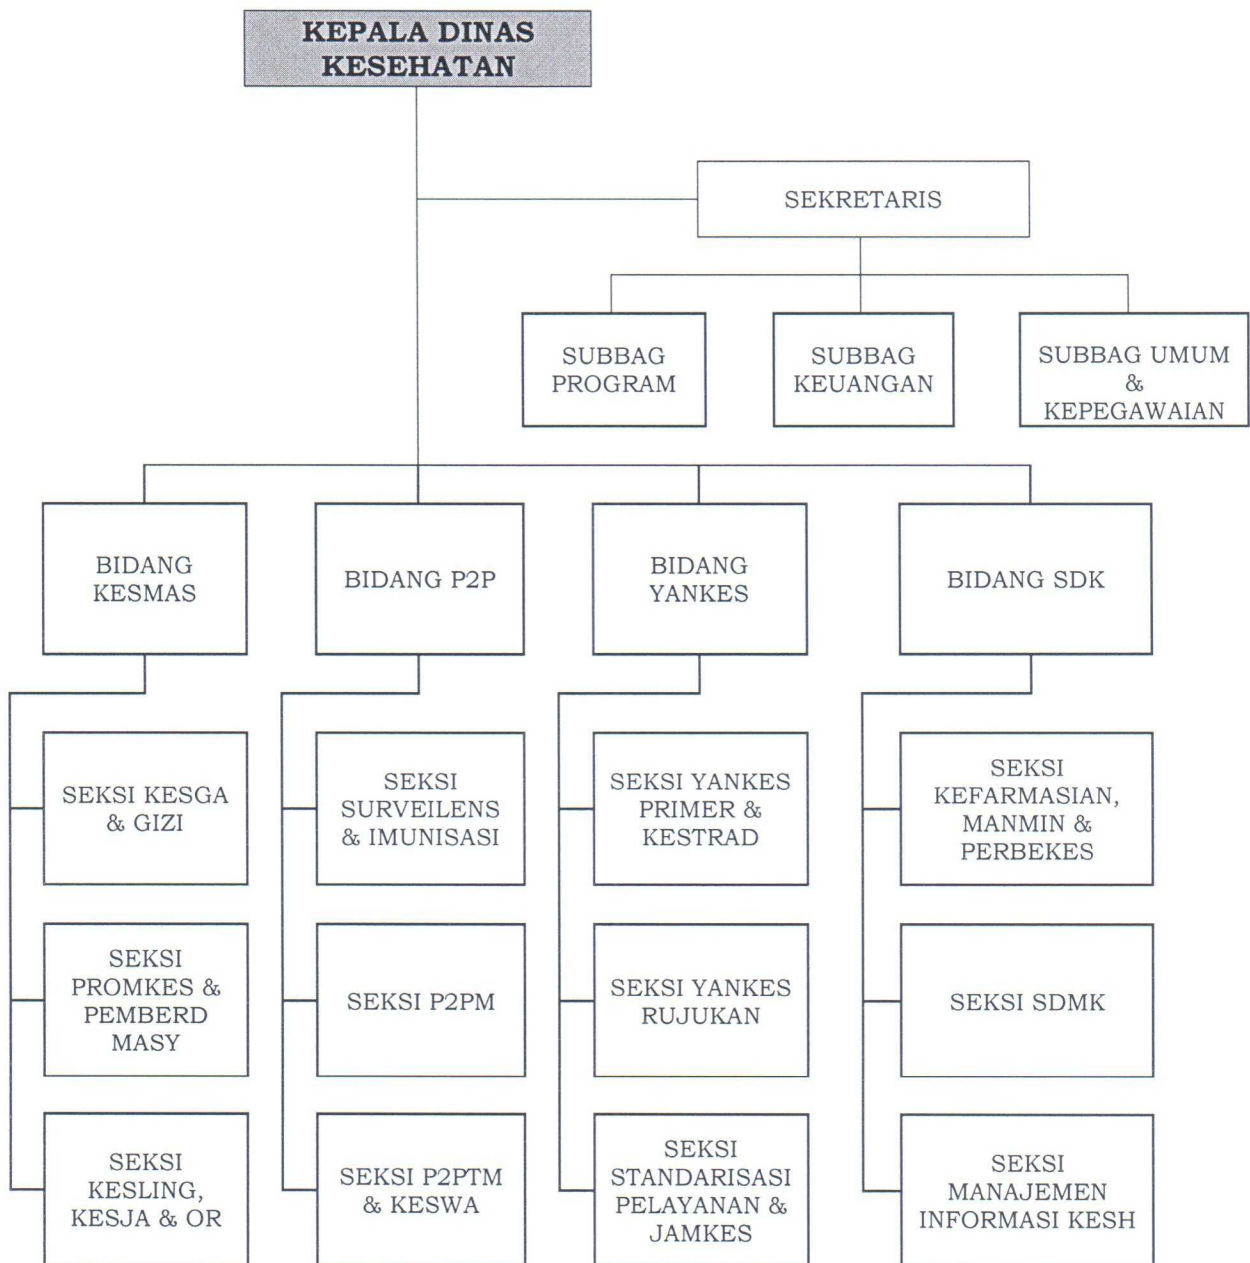 KEPALA DINAS
KESEHATAN
SEKRETARIS
SUBBAG
PROGRAM
SUBBAG
KEUANGAN
SUBBAG UMUM
&
KEPEGAWAIAN
BIDANG
KESMAS
BIDANG P2P
BIDANG
YANKES
BIDANG SDK
SEKSI KESGA
& GIZI
SEKSI
SURVEILENS
& IMUNISASI
SEKSI YANKES
PRIMER &
KESTRAD
SEKSI
KEFARMASIAN,
MANMIN &
PERBEKES
SEKSI
PROMKES &
PEMBERD
MASY
SEKSI P2PM
SEKSI YANKES
RUJUKAN
SEKSI SDMK
SEKSI
KESLING,
KESJA & OR
SEKSI P2PTM
& KESWA
SEKSI
STANDARISASI
PELAYANAN &
JAMKES
SEKSI
MANAJEMEN
INFORMASI KESH